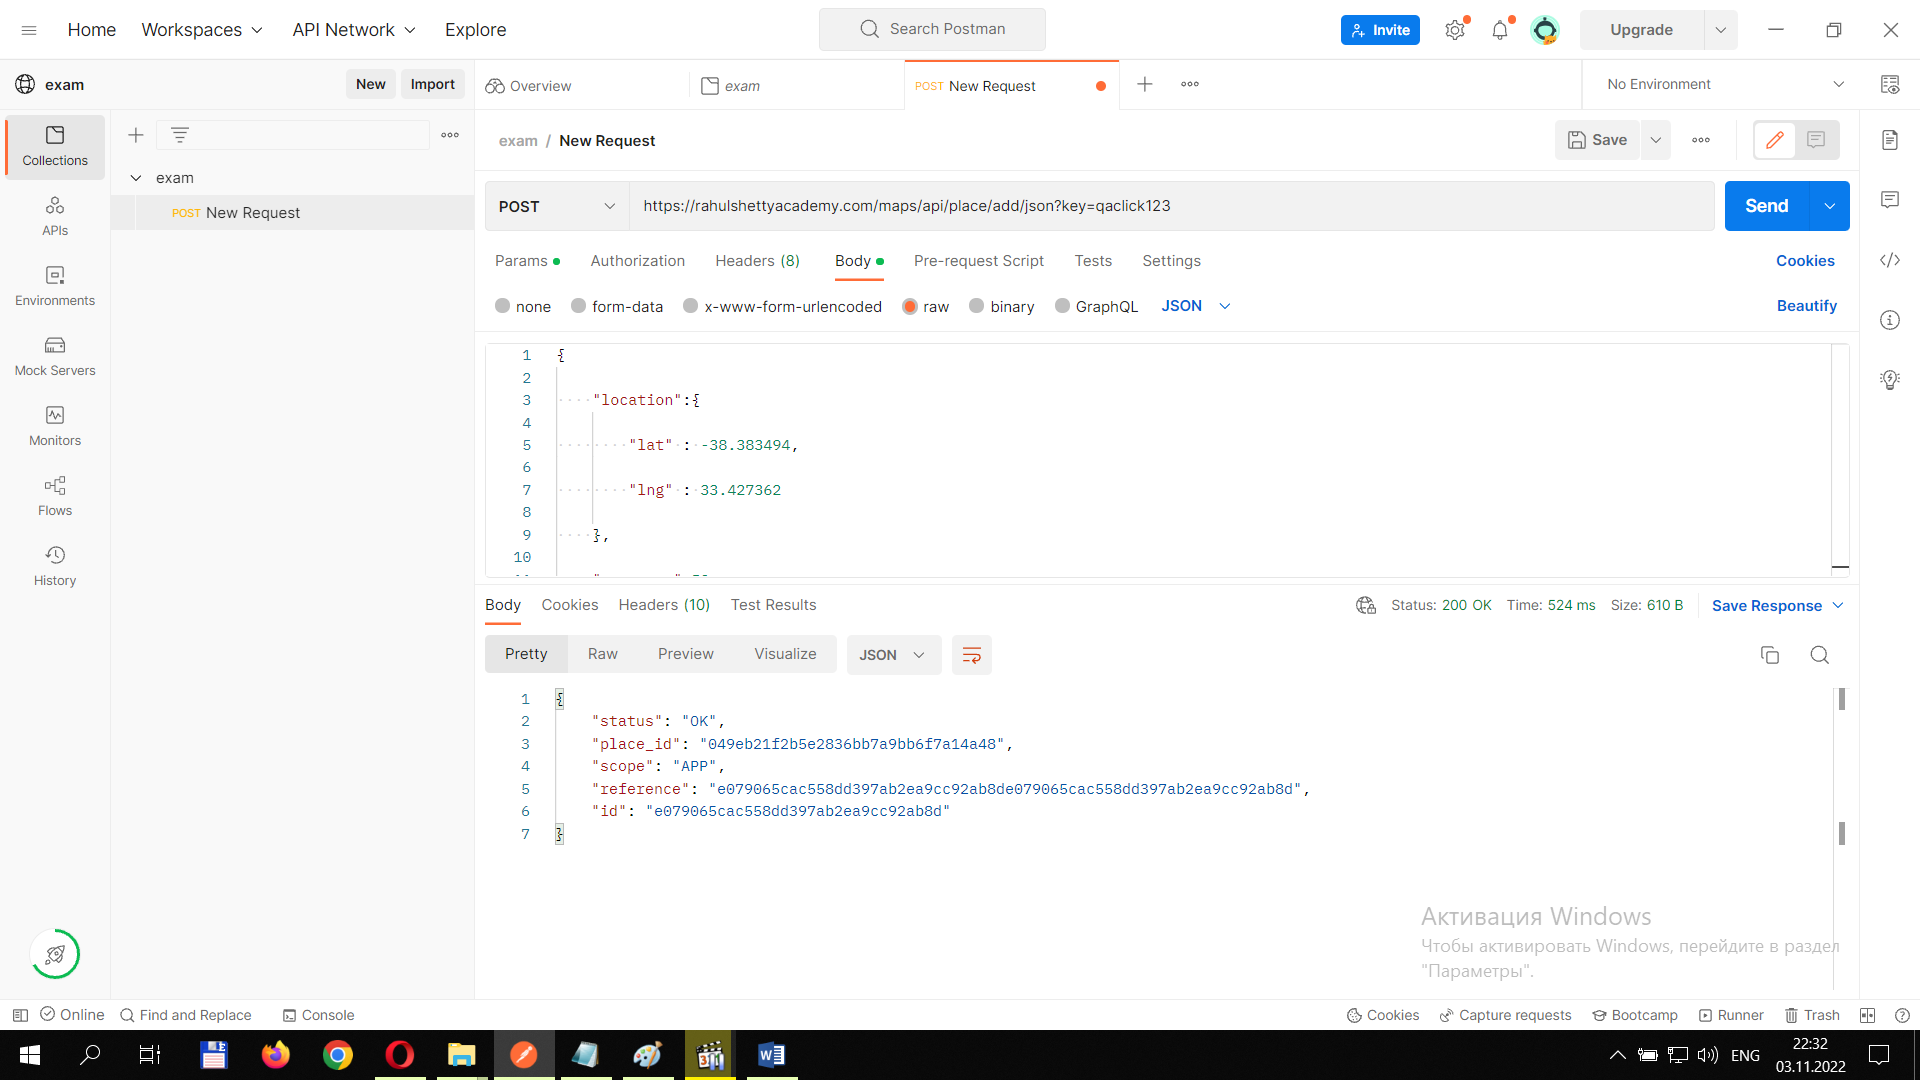 Home Workspaces API Network Explore Search Postman Invite Upgrade
exam New Import Overview exam POST New Request No Environment
Collections
APIs
Environments
Mock Servers
Monitors
Flows
History
exam
POST New Request
exam / New Request Save
POST https://rahulshettyacademy.com/maps/api/place/add/json?key=qaclick123 Send
Params Authorization Headers (8) Body Pre-request Script Tests Settings Cookies
none form-data x-www-form-urlencoded raw binary GraphQL JSON Beautify
1 {
2
3 "location":{
4
5 "lat" : -38.383494,
6
7 "lng" : 33.427362
8
9 },
10
Body Cookies Headers (10) Test Results Status: 200 OK Time: 524 ms Size: 610 B Save Response
Pretty Raw Preview Visualize JSON
1 {
2 "status": "OK",
3 "place_id": "049eb21f2b5e2836bb7a9bb6f7a14a48",
4 "scope": "APP",
5 "reference": "e079065cac558dd397ab2ea9cc92ab8de079065cac558dd397ab2ea9cc92ab8d",
6 "id": "e079065cac558dd397ab2ea9cc92ab8d"
7 }
Активация Windows
Чтобы активировать Windows, перейдите в раздел
"Параметры".
Online Find and Replace Console Cookies Capture requests Bootcamp Runner Trash
ENG 22:32
03.11.2022